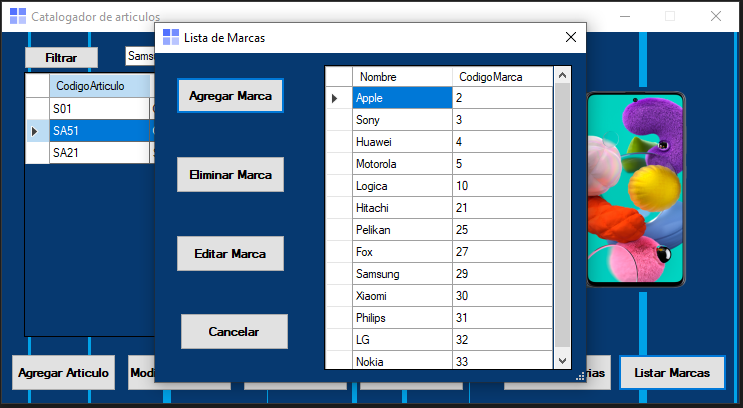 Catalogador de articulos
Lista de Marcas
Filtrar
Sams
CodigoArticulo
S01
SA51
SA21
Agregar Marca
Eliminar Marca
Editar Marca
Cancelar
Nombre CodigoMarca
Apple 2
Sony 3
Huawei 4
Motorola 5
Logica 10
Hitachi 21
Pelikan 25
Fox 27
Samsung 29
Xiaomi 30
Philips 31
LG 32
Nokia 33
Agregar Articulo
Modi
rias
Listar Marcas